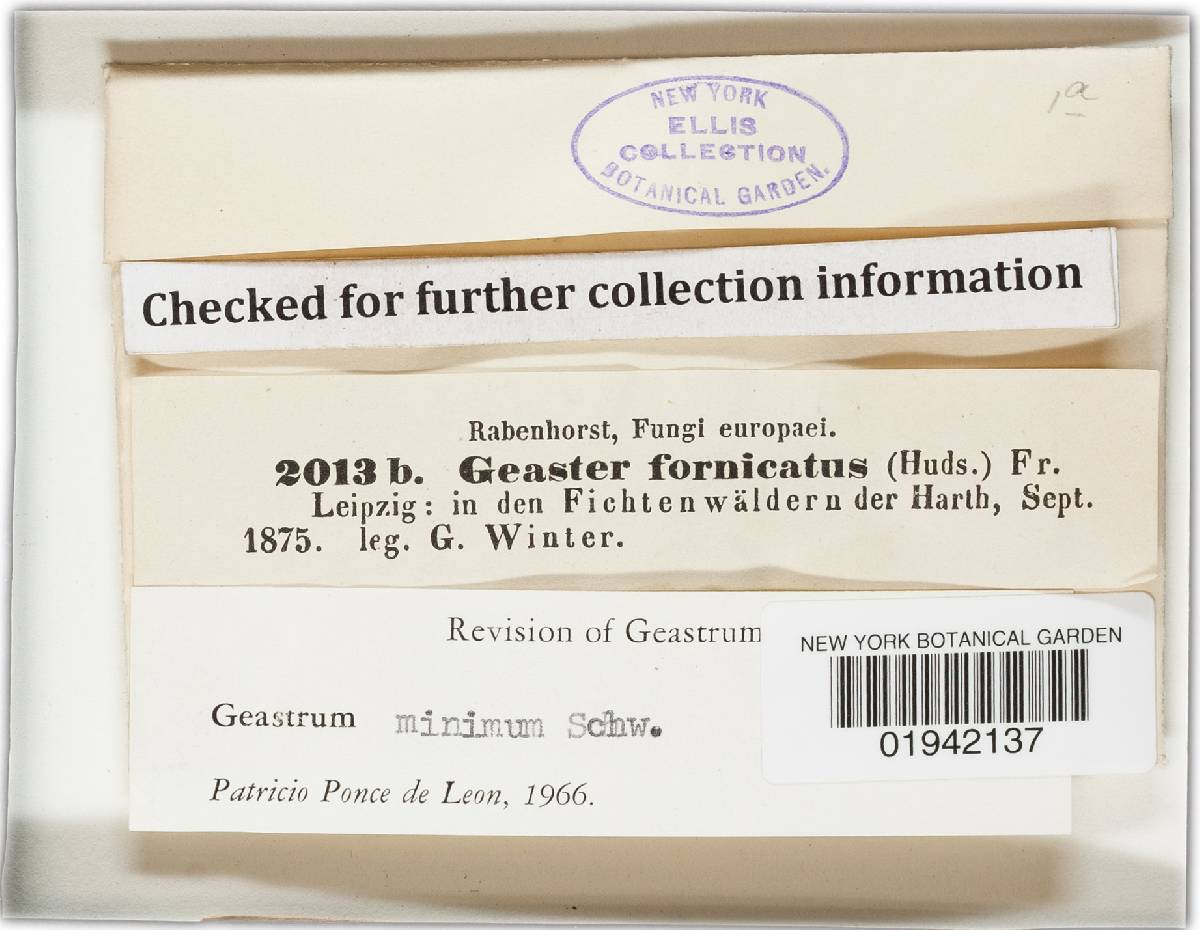 NEW YORK
ELLIS
COLLECTION
BOTANICAL GARDEN.
1a
Checked for further collection information
Rabenhorst, Fungi europaei.
2013 b. Geaster fornicatus (Huds.) Fr.
Leipzig: in den Fichtenwäldern der Harth, Sept.
1875. leg. G. Winter.
Revision of Geastrum
NEW YORK BOTANICAL GARDEN
01942137
Geastrum minimum Schw.
Patricio Ponce de Leon, 1966.